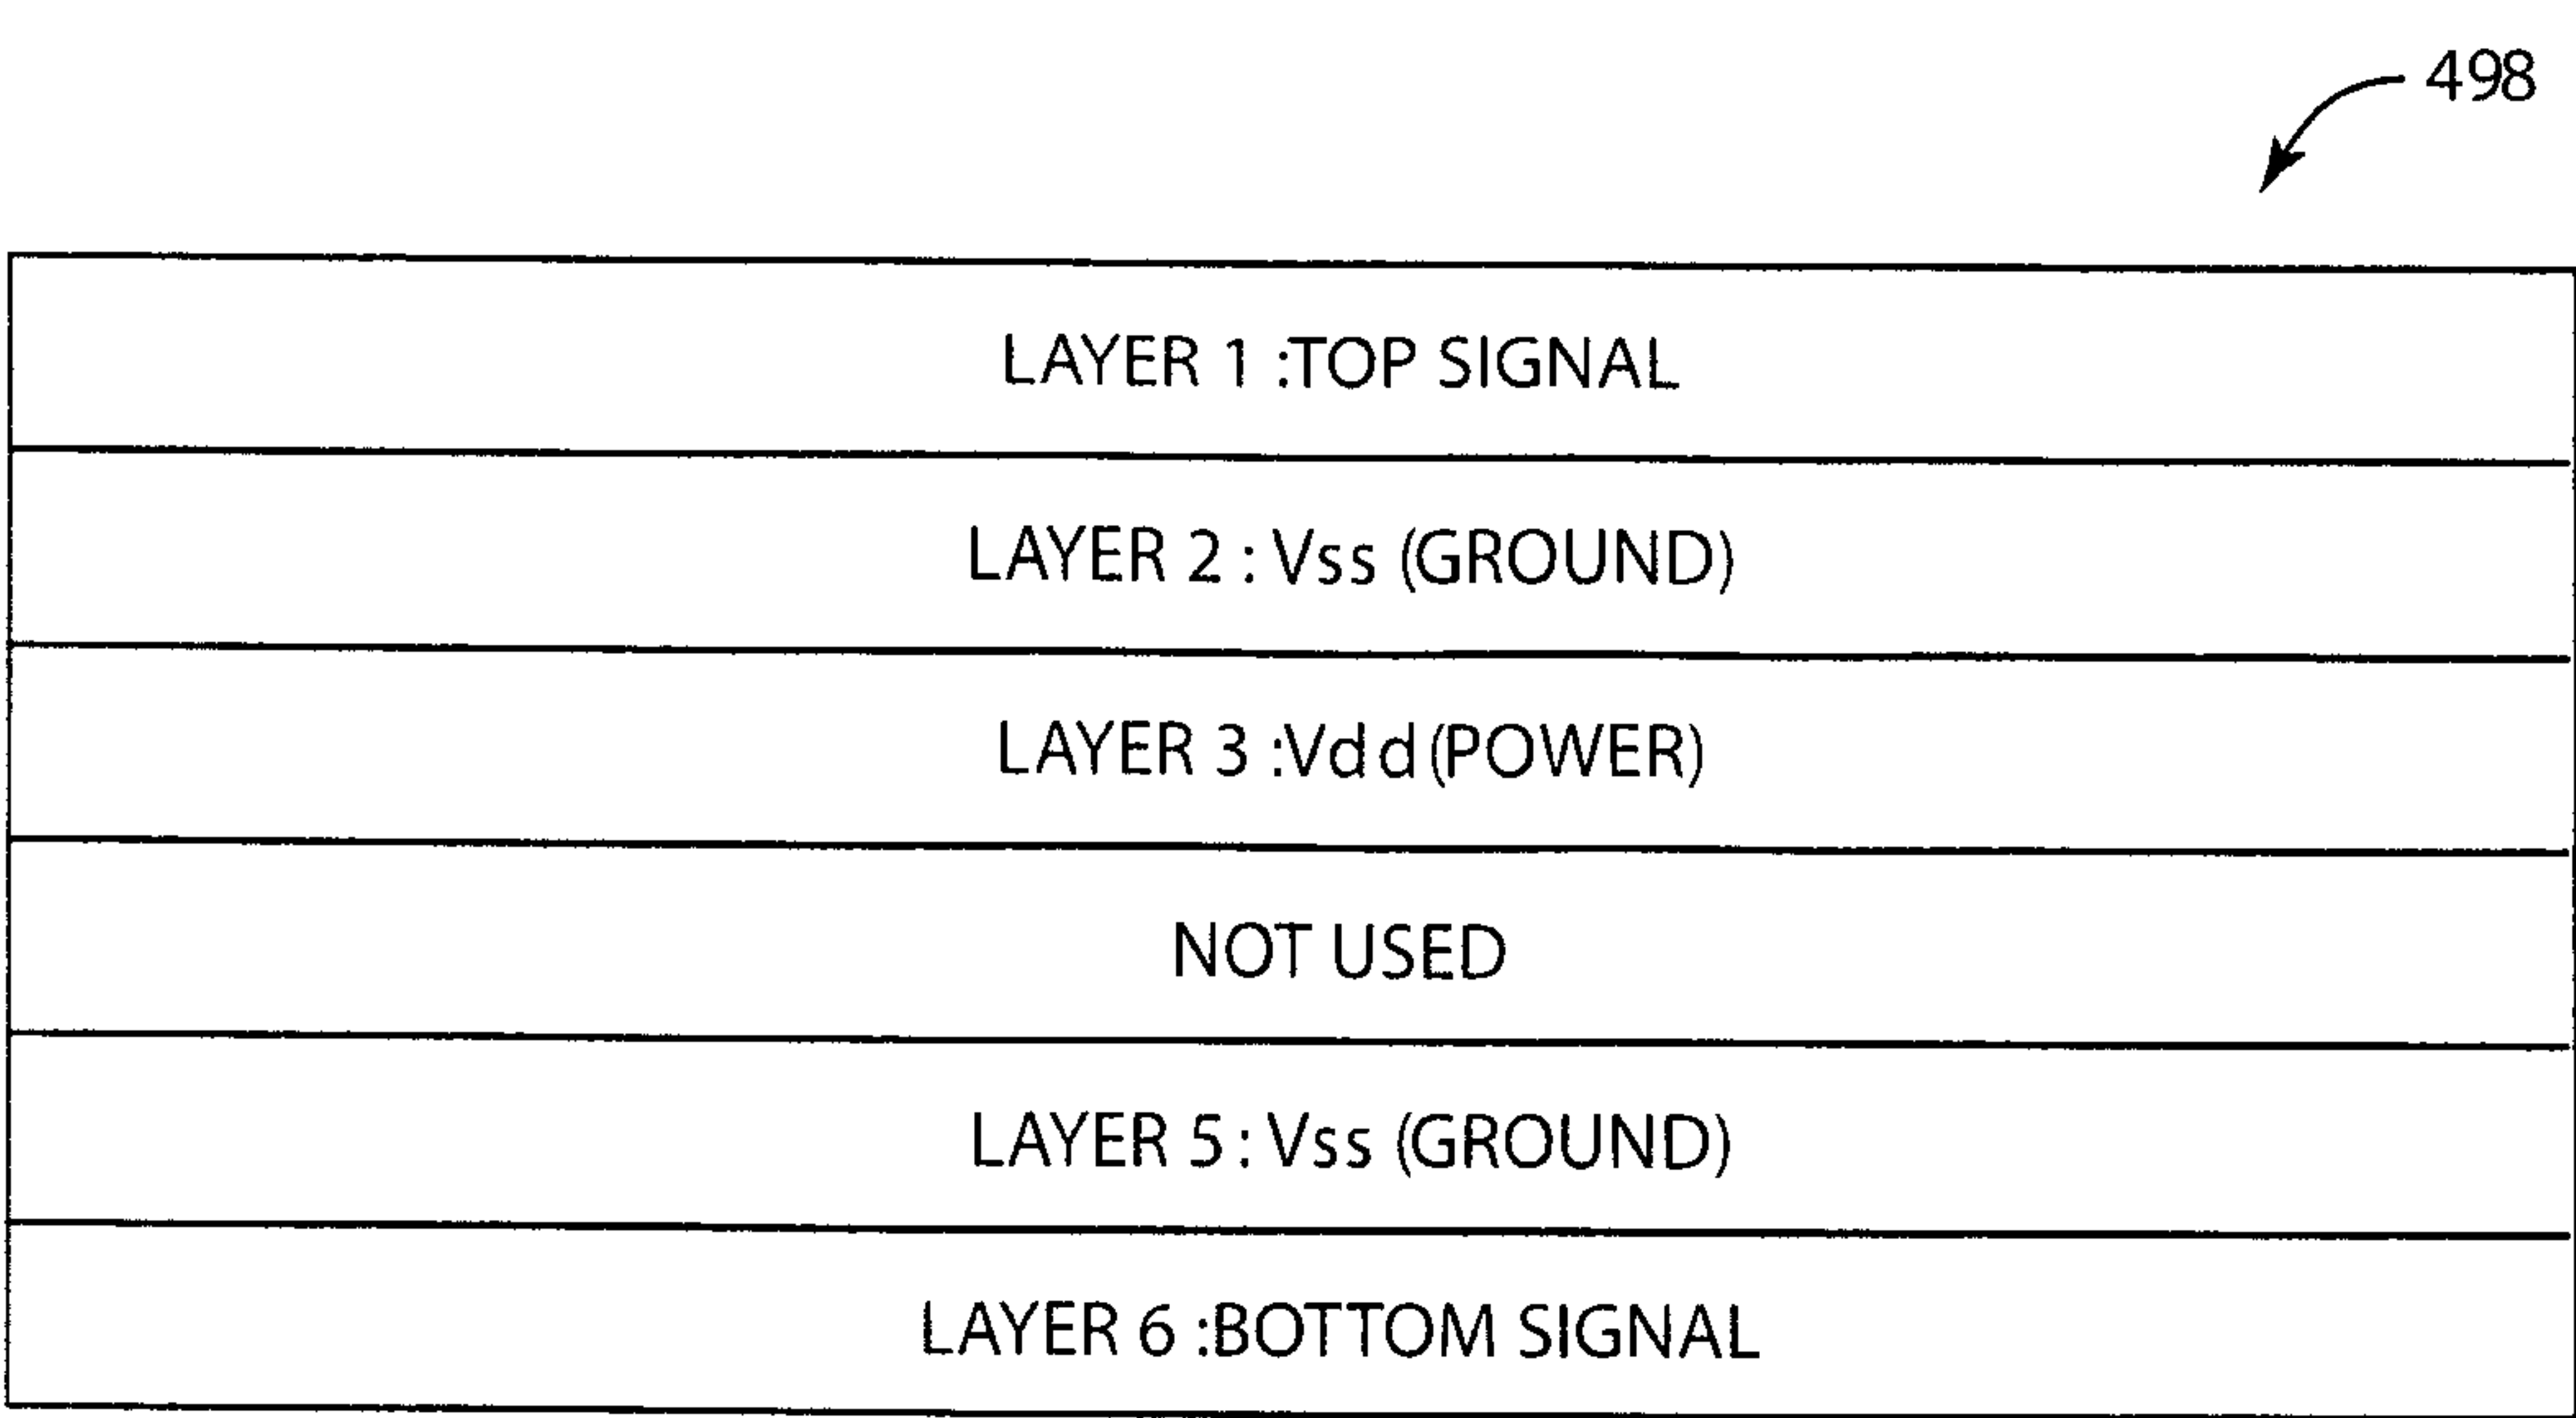 498
LAYER 1 :TOP SIGNAL
LAYER 2 : Vss (GROUND)
LAYER 3 :Vdd (POWER)
NOT USED
LAYER 5 : Vss (GROUND)
LAYER 6 :BOTTOM SIGNAL